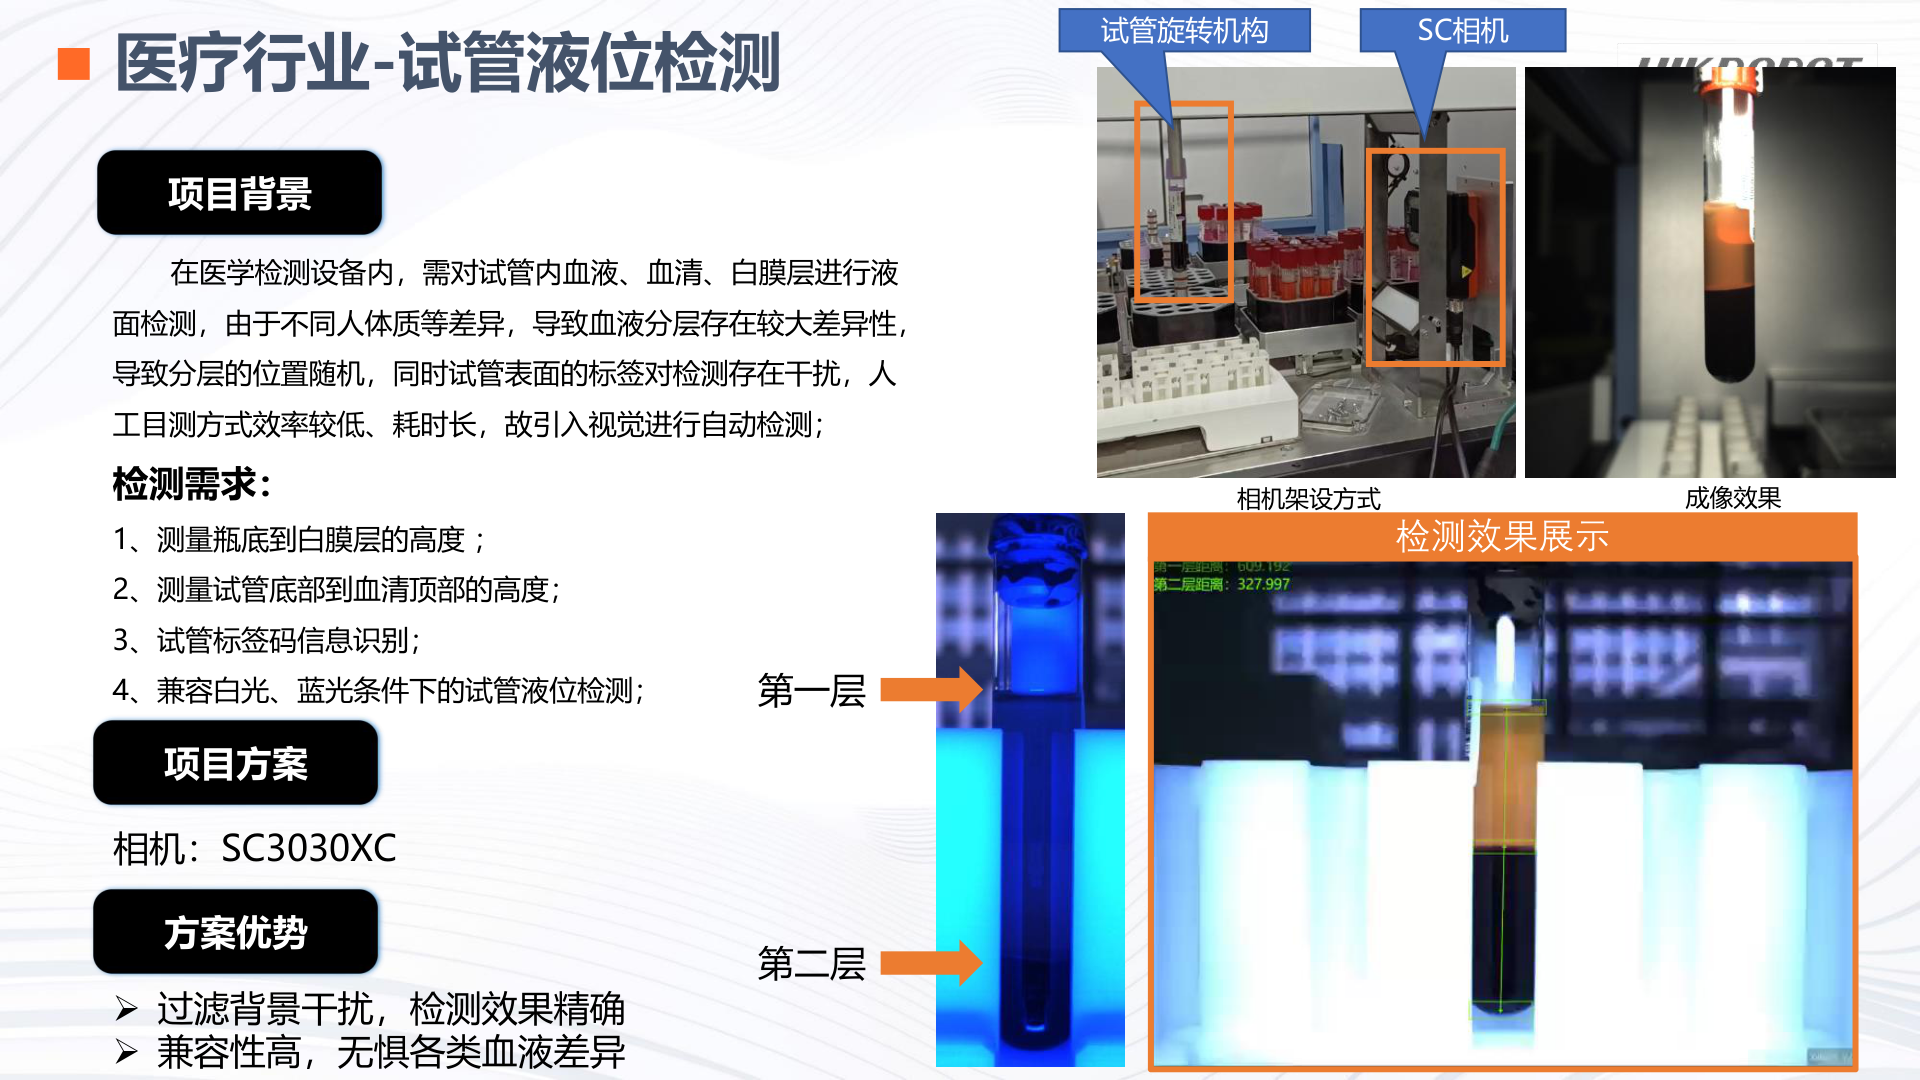 医疗行业-试管液位检测
试管旋转机构
SC相机
HIKROBOT
项目背景
在医学检测设备内，需对试管内血液、血清、白膜层进行液
面检测，由于不同人体质等差异，导致血液分层存在较大差异性，
导致分层的位置随机，同时试管表面的标签对检测存在干扰，人
工目测方式效率较低、耗时长，故引入视觉进行自动检测；
检测需求：
1、测量瓶底到白膜层的高度 ；
2、测量试管底部到血清顶部的高度；
3、试管标签码信息识别；
4、兼容白光、蓝光条件下的试管液位检测；
项目方案
相机：SC3030XC
方案优势
➢ 过滤背景干扰，检测效果精确
➢ 兼容性高，无惧各类血液差异
相机架设方式
成像效果
第一层
第二层
检测效果展示
第一层距离：609.192
第二层距离：327.997